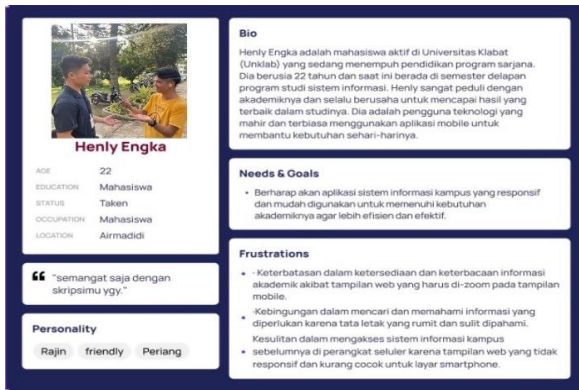 Henly Engka
AGE 22
EDUCATION Mahasiswa
STATUS Taken
OCCUPATION Mahasiswa
LOCATION Airmadidi
"semangat saja dengan
skripsimu ygy."
Personality
Rajin friendly Periang
Bio
Henly Engka adalah mahasiswa aktif di Universitas Klabat
(Unklab) yang sedang menempuh pendidikan program sarjana.
Dia berusia 22 tahun dan saat ini berada di semester delapan
program studi sistem informasi. Henly sangat peduli dengan
akademiknya dan selalu berusaha untuk mencapai hasil yang
terbaik dalam studinya. Dia adalah pengguna teknologi yang
mahir dan terbiasa menggunakan aplikasi mobile untuk
membantu kebutuhan sehari-harinya.
Needs & Goals
• Berharap akan aplikasi sistem informasi kampus yang responsif
dan mudah digunakan untuk memenuhi kebutuhan
akademiknya agar lebih efisien dan efektif.
Frustrations
• · Keterbatasan dalam ketersediaan dan keterbacaan informasi
akademik akibat tampilan web yang harus di-zoom pada tampilan
mobile.
• ·Kebingungan dalam mencari dan memahami informasi yang
diperlukan karena tata letak yang rumit dan sulit dipahami.
Kesulitan dalam mengakses sistem informasi kampus
• sebelumnya di perangkat seluler karena tampilan web yang tidak
responsif dan kurang cocok untuk layar smartphone.